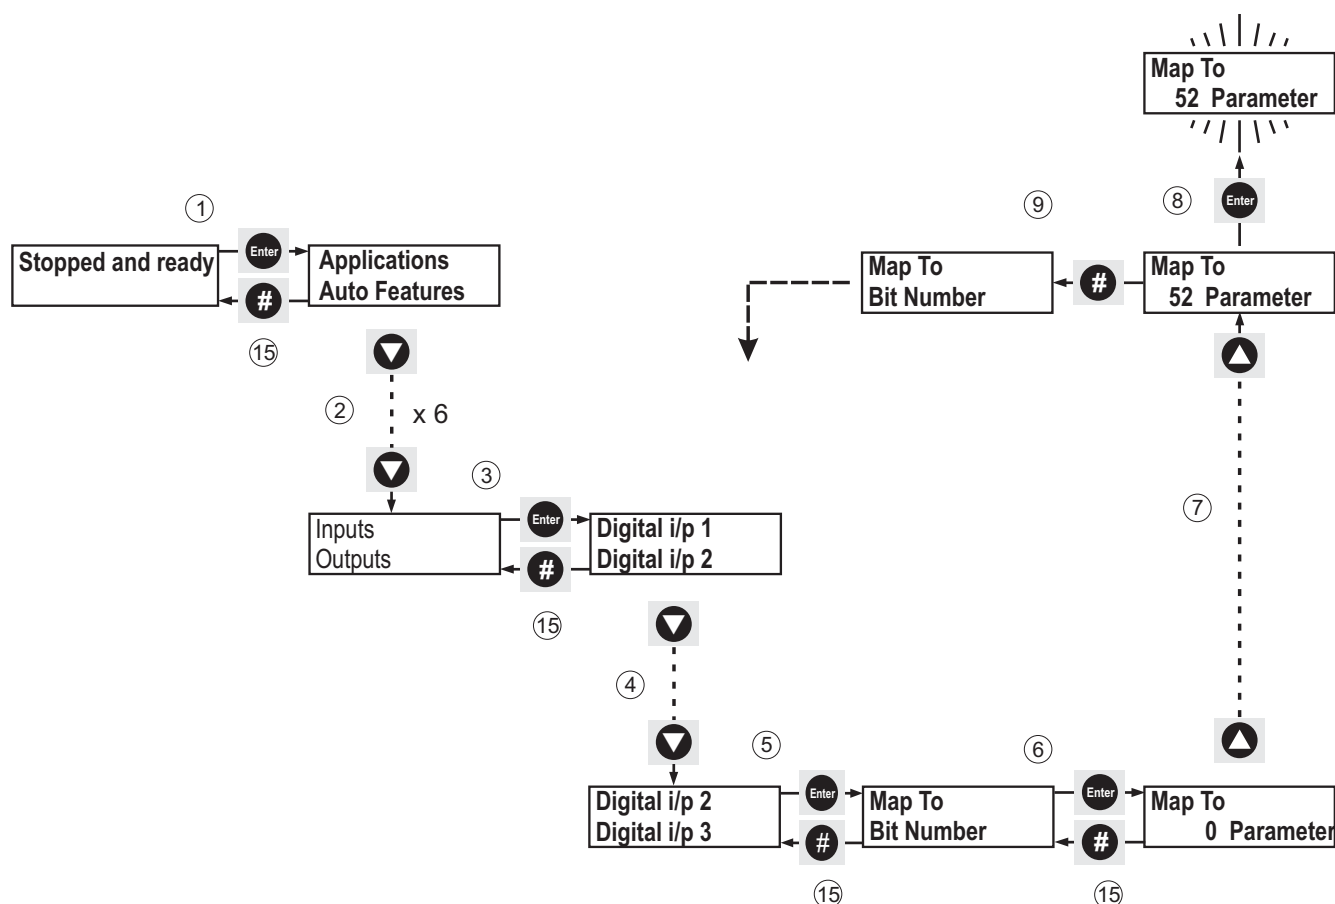 Map To
52 Parameter
8
Enter
9
1
Stopped and ready
Enter
#
Applications
Auto Features
Map To
Bit Number
#
Map To
52 Parameter
15
2
x 6
3
7
Inputs
Outputs
Enter
#
Digital i/p 1
Digital i/p 2
15
4
5
6
Digital i/p 2
Digital i/p 3
Enter
#
Map To
Bit Number
Enter
#
Map To
0 Parameter
15
15